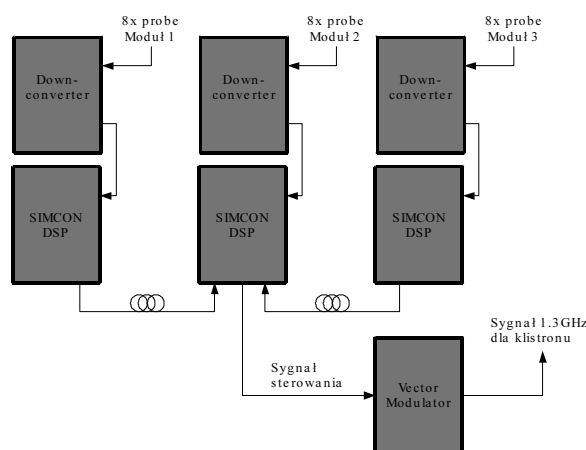 8x probe
Moduł 1
8x probe
Moduł 2
8x probe
Moduł 3
Down-
converter
Down-
converter
Down-
converter
SIMCON
DSP
SIMCON
DSP
SIMCON
DSP
Sygnał
sterowania
Vector
Modulator
Sygnał 1.3GHz
dla klistronu